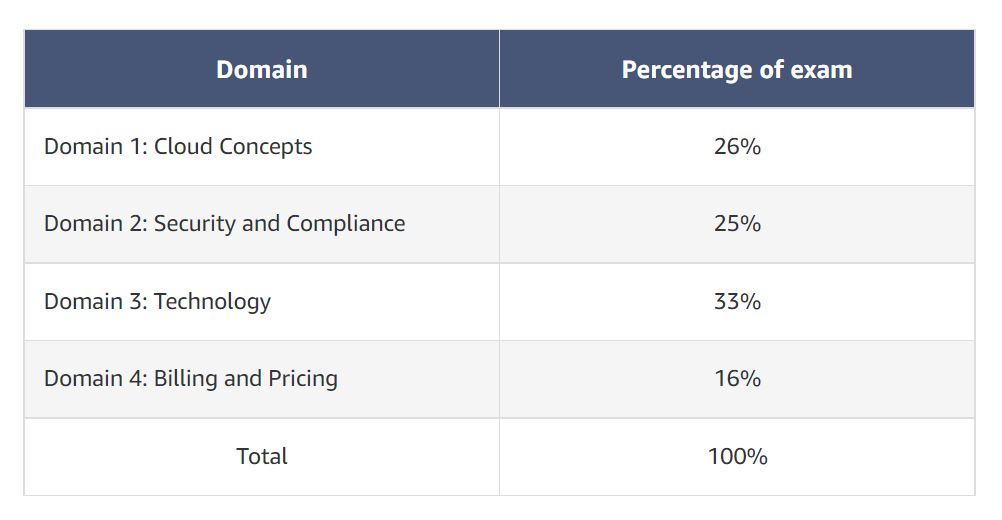 Domain Percentage of exam
Domain 1: Cloud Concepts 26%
Domain 2: Security and Compliance 25%
Domain 3: Technology 33%
Domain 4: Billing and Pricing 16%
Total 100%